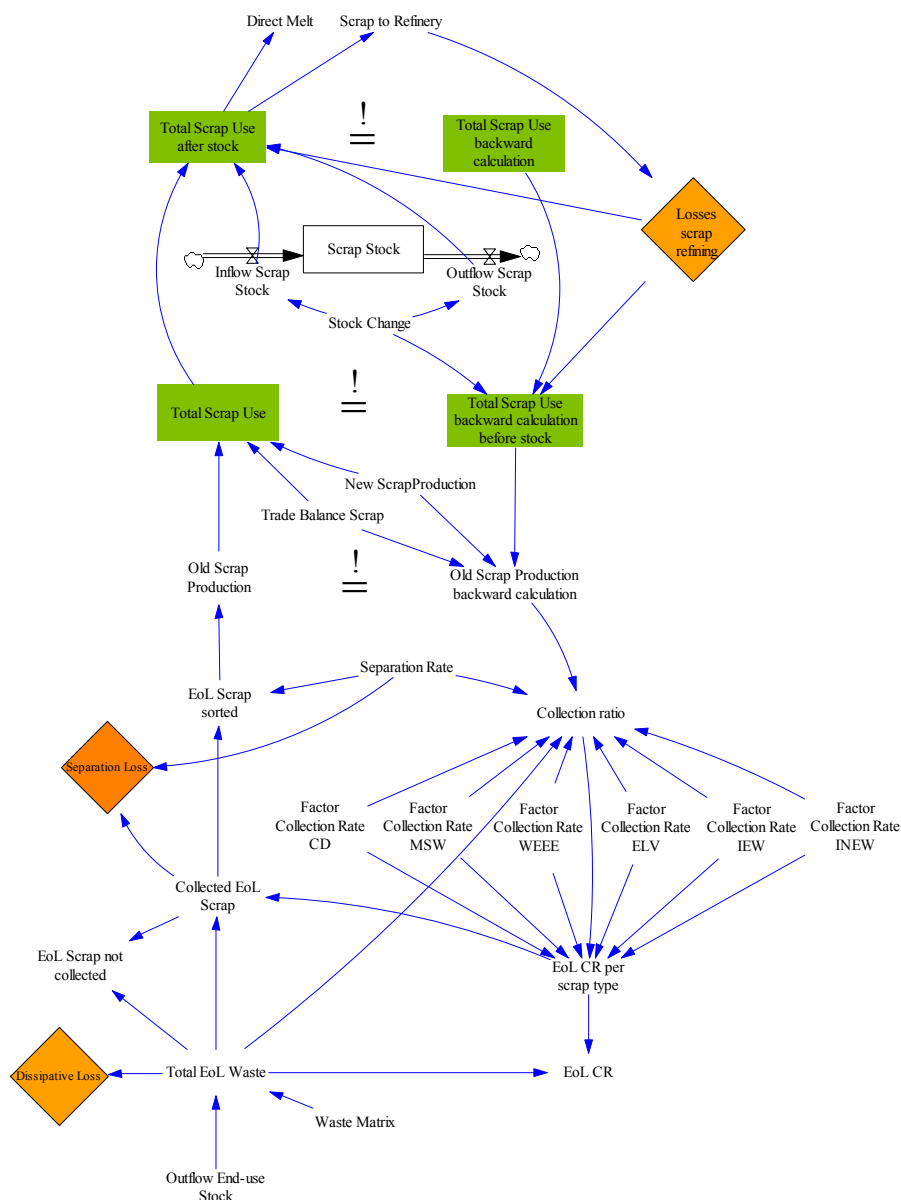 Direct Melt
Scrap to Refinery
Total Scrap Use
after stock
!
=
Total Scrap Use
backward
calculation
Losses
scrap
refining
Scrap Stock
Inflow Scrap
Stock
Outflow Scrap
Stock
Stock Change
!
=
Total Scrap Use
Total Scrap Use
backward calculation
before stock
New ScrapProduction
Trade Balance Scrap
!
=
Old Scrap
Production
Old Scrap Production
backward calculation
Separation Rate
EoL Scrap
sorted
Collection ratio
Separation Loss
Factor
Collection Rate
CD
Factor
Collection Rate
MSW
Factor
Collection Rate
WEEE
Factor
Collection Rate
ELV
Factor
Collection Rate
IEW
Factor
Collection Rate
INEW
Collected EoL
Scrap
EoL Scrap not
collected
EoL CR per
scrap type
Dissipative Loss
Total EoL Waste
EoL CR
Waste Matrix
Outflow End-use
Stock